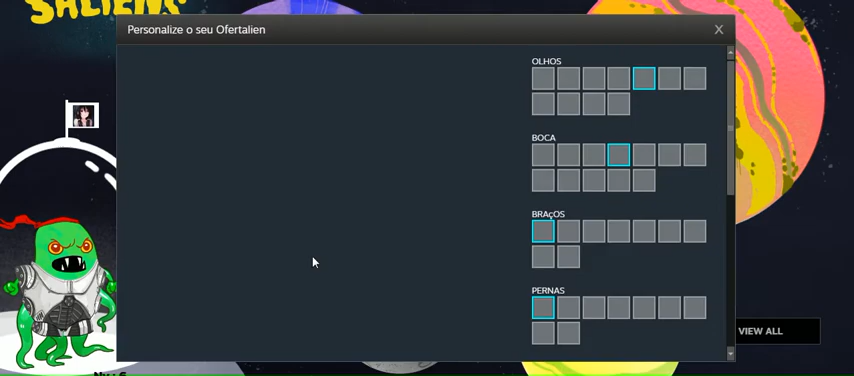 SALIENS
Personalize o seu Ofertalien
X
OLHOS
BOCA
BRAçOS
PERNAS
VIEW ALL